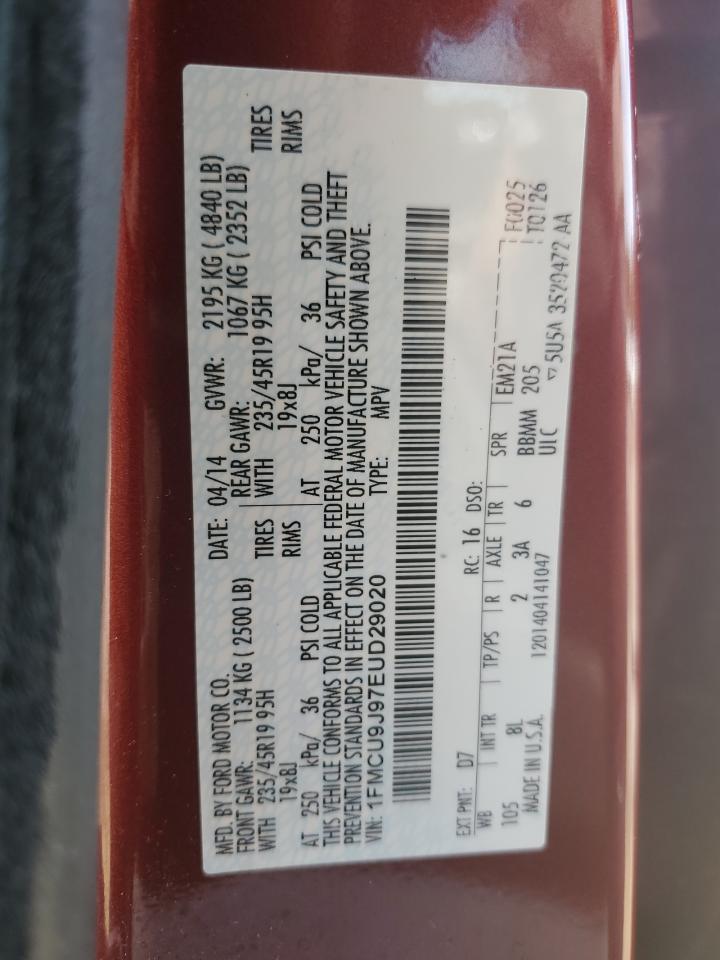 MFD. BY FORD MOTOR CO. DATE: 04/14 GVWR: 2195 KG ( 4840 LB)
FRONT GAWR: 1134 KG ( 2500 LB) REAR GAWR: 1067 KG ( 2352 LB)
WITH 235/45R19 95H TIRES WITH 235/45R19 95H TIRES
19x8J RIMS 19x8J RIMS
AT 250 kPa/ 36 PSI COLD AT 250 kPa/ 36 PSI COLD
THIS VEHICLE CONFORMS TO ALL APPLICABLE FEDERAL MOTOR VEHICLE SAFETY AND THEFT
PREVENTION STANDARDS IN EFFECT ON THE DATE OF MANUFACTURE SHOWN ABOVE.
VIN: 1FMCU9J97EUD29020 TYPE: MPV
EXT PNT: D7 RC: 16 DSO: F0025
WB INT TR TP/PS R AXLE TR SPR EM21A T0126
105 8L 2 3A 6 BBMM 205
MADE IN U.S.A. 1201404141047 UIC 5U5A 3520472 AA